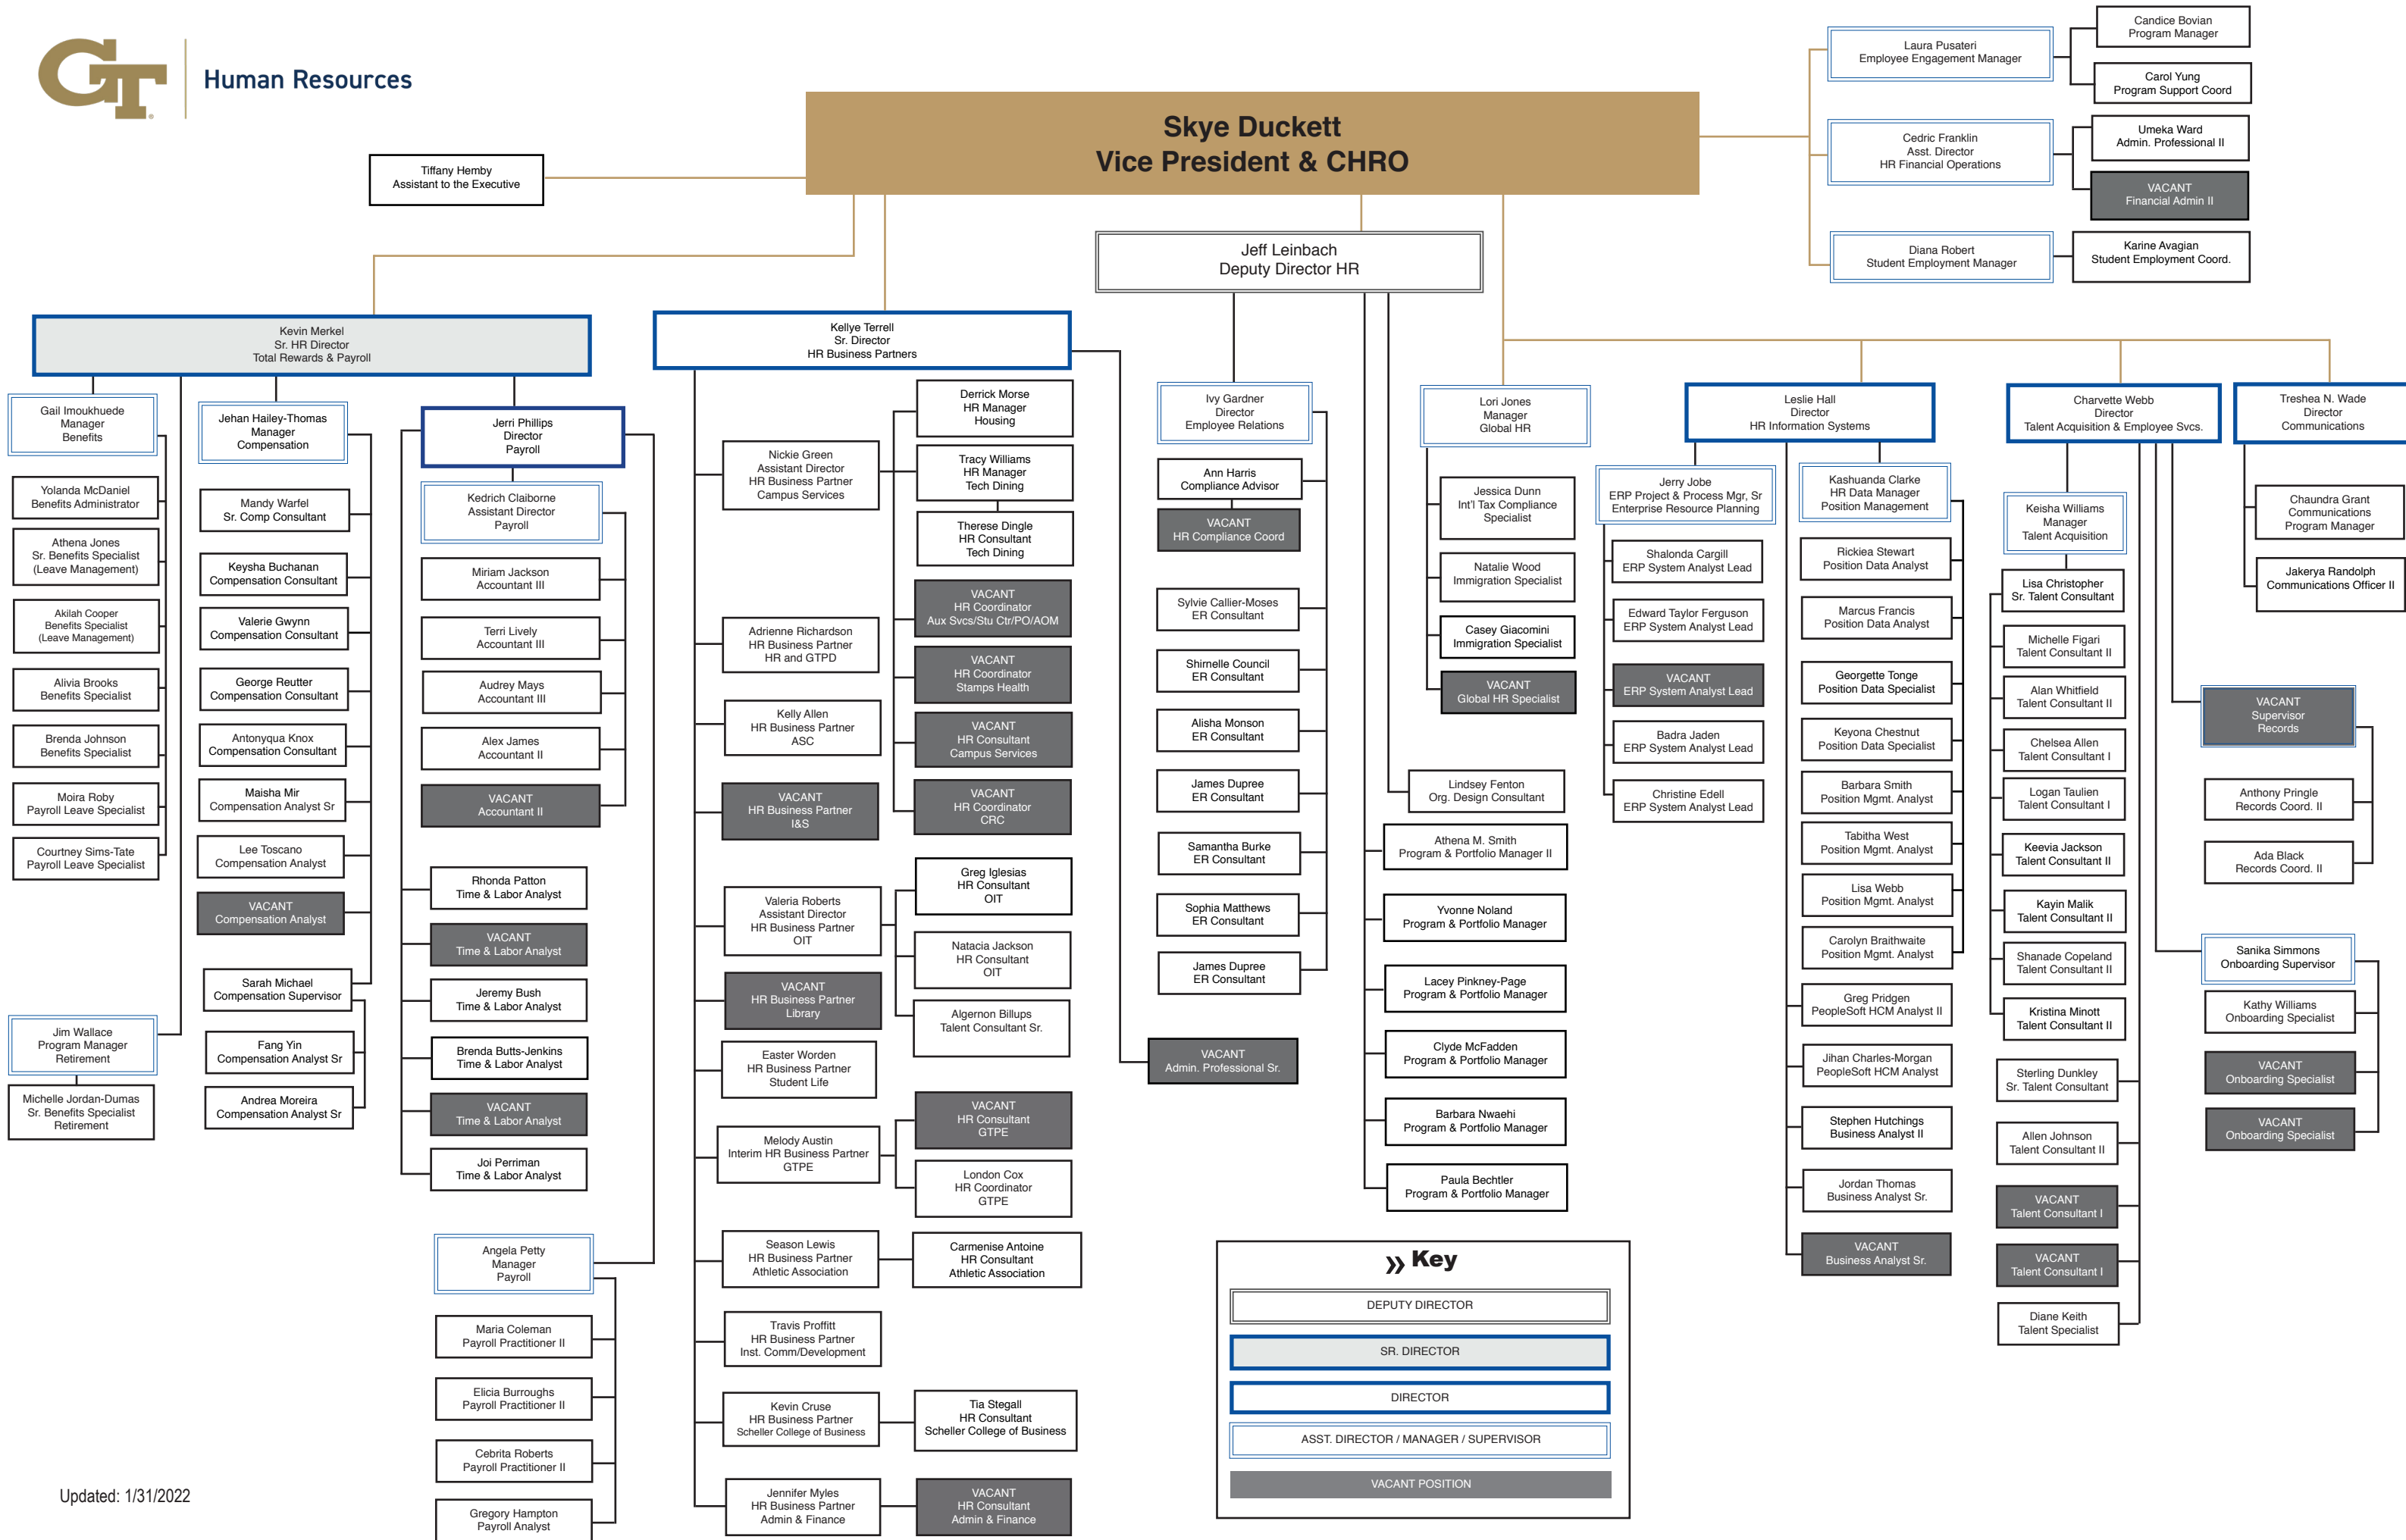 GT
Human Resources
Skye Duckett
Vice President & CHRO
Tiffany Hemby
Assistant to the Executive
Laura Pusateri
Employee Engagement Manager
Candice Bovian
Program Manager
Carol Yung
Program Support Coord
Cedric Franklin
Asst. Director
HR Financial Operations
Umeka Ward
Admin. Professional II
VACANT
Financial Admin II
Diana Robert
Student Employment Manager
Karine Avagian
Student Employment Coord.
Jeff Leinbach
Deputy Director HR
Kevin Merkel
Sr. HR Director
Total Rewards & Payroll
Gail Imoukhuede
Manager
Benefits
Yolanda McDaniel
Benefits Administrator
Athena Jones
Sr. Benefits Specialist
(Leave Management)
Akilah Cooper
Benefits Specialist
(Leave Management)
Alivia Brooks
Benefits Specialist
Brenda Johnson
Benefits Specialist
Moira Roby
Payroll Leave Specialist
Courtney Sims-Tate
Payroll Leave Specialist
Jim Wallace
Program Manager
Retirement
Michelle Jordan-Dumas
Sr. Benefits Specialist
Retirement
Jehan Hailey-Thomas
Manager
Compensation
Mandy Warfel
Sr. Comp Consultant
Keysha Buchanan
Compensation Consultant
Valerie Gwynn
Compensation Consultant
George Reutter
Compensation Consultant
Antonyqua Knox
Compensation Consultant
Maisha Mir
Compensation Analyst Sr
Lee Toscano
Compensation Analyst
VACANT
Compensation Analyst
Sarah Michael
Compensation Supervisor
Fang Yin
Compensation Analyst Sr
Andrea Moreira
Compensation Analyst Sr
Jerri Phillips
Director
Payroll
Kedrich Claiborne
Assistant Director
Payroll
Miriam Jackson
Accountant III
Terri Lively
Accountant III
Audrey Mays
Accountant III
Alex James
Accountant II
VACANT
Accountant II
Rhonda Patton
Time & Labor Analyst
VACANT
Time & Labor Analyst
Jeremy Bush
Time & Labor Analyst
Brenda Butts-Jenkins
Time & Labor Analyst
VACANT
Time & Labor Analyst
Joi Perriman
Time & Labor Analyst
Angela Petty
Manager
Payroll
Maria Coleman
Payroll Practitioner II
Elicia Burroughs
Payroll Practitioner II
Cebrita Roberts
Payroll Practitioner II
Gregory Hampton
Payroll Analyst
Kellye Terrell
Sr. Director
HR Business Partners
Nickie Green
Assistant Director
HR Business Partner
Campus Services
Derrick Morse
HR Manager
Housing
Tracy Williams
HR Manager
Tech Dining
Therese Dingle
HR Consultant
Tech Dining
VACANT
HR Coordinator
Aux Svcs/Stu Ctr/PO/AOM
VACANT
HR Coordinator
Stamps Health
VACANT
HR Consultant
Campus Services
VACANT
HR Coordinator
CRC
Adrienne Richardson
HR Business Partner
HR and GTPD
Kelly Allen
HR Business Partner
ASC
VACANT
HR Business Partner
I&S
Valeria Roberts
Assistant Director
HR Business Partner
OIT
Greg Iglesias
HR Consultant
OIT
Natacia Jackson
HR Consultant
OIT
Algernon Billups
Talent Consultant Sr.
VACANT
HR Business Partner
Library
Easter Worden
HR Business Partner
Student Life
Melody Austin
Interim HR Business Partner
GTPE
VACANT
HR Consultant
GTPE
London Cox
HR Coordinator
GTPE
Season Lewis
HR Business Partner
Athletic Association
Carmenise Antoine
HR Consultant
Athletic Association
Travis Proffitt
HR Business Partner
Inst. Comm/Development
Kevin Cruse
HR Business Partner
Scheller College of Business
Tia Stegall
HR Consultant
Scheller College of Business
Jennifer Myles
HR Business Partner
Admin & Finance
VACANT
HR Consultant
Admin & Finance
VACANT
Admin. Professional Sr.
Ivy Gardner
Director
Employee Relations
Ann Harris
Compliance Advisor
VACANT
HR Compliance Coord
Sylvie Callier-Moses
ER Consultant
Shirnelle Council
ER Consultant
Alisha Monson
ER Consultant
James Dupree
ER Consultant
Samantha Burke
ER Consultant
Sophia Matthews
ER Consultant
James Dupree
ER Consultant
Lindsey Fenton
Org. Design Consultant
Athena M. Smith
Program & Portfolio Manager II
Yvonne Noland
Program & Portfolio Manager
Lacey Pinkney-Page
Program & Portfolio Manager
Clyde McFadden
Program & Portfolio Manager
Barbara Nwaehi
Program & Portfolio Manager
Paula Bechtler
Program & Portfolio Manager
Lori Jones
Manager
Global HR
Jessica Dunn
Int'l Tax Compliance
Specialist
Natalie Wood
Immigration Specialist
Casey Giacomini
Immigration Specialist
VACANT
Global HR Specialist
Leslie Hall
Director
HR Information Systems
Jerry Jobe
ERP Project & Process Mgr, Sr
Enterprise Resource Planning
Shalonda Cargill
ERP System Analyst Lead
Edward Taylor Ferguson
ERP System Analyst Lead
VACANT
ERP System Analyst Lead
Badra Jaden
ERP System Analyst Lead
Christine Edell
ERP System Analyst Lead
Kashuanda Clarke
HR Data Manager
Position Management
Rickiea Stewart
Position Data Analyst
Marcus Francis
Position Data Analyst
Georgette Tonge
Position Data Specialist
Keyona Chestnut
Position Data Specialist
Barbara Smith
Position Mgmt. Analyst
Tabitha West
Position Mgmt. Analyst
Lisa Webb
Position Mgmt. Analyst
Carolyn Braithwaite
Position Mgmt. Analyst
Greg Pridgen
PeopleSoft HCM Analyst II
Jihan Charles-Morgan
PeopleSoft HCM Analyst
Stephen Hutchings
Business Analyst II
Jordan Thomas
Business Analyst Sr.
VACANT
Business Analyst Sr.
Charvette Webb
Director
Talent Acquisition & Employee Svcs.
Keisha Williams
Manager
Talent Acquisition
Lisa Christopher
Sr. Talent Consultant
Michelle Figari
Talent Consultant II
Alan Whitfield
Talent Consultant II
Chelsea Allen
Talent Consultant I
Logan Taulien
Talent Consultant I
Keevia Jackson
Talent Consultant II
Kayin Malik
Talent Consultant II
Shanade Copeland
Talent Consultant II
Kristina Minott
Talent Consultant II
Sterling Dunkley
Sr. Talent Consultant
Allen Johnson
Talent Consultant II
VACANT
Talent Consultant I
VACANT
Talent Consultant I
Diane Keith
Talent Specialist
VACANT
Supervisor
Records
Anthony Pringle
Records Coord. II
Ada Black
Records Coord. II
Sanika Simmons
Onboarding Supervisor
Kathy Williams
Onboarding Specialist
VACANT
Onboarding Specialist
VACANT
Onboarding Specialist
Treshea N. Wade
Director
Communications
Chaundra Grant
Communications
Program Manager
Jakerya Randolph
Communications Officer II
» Key
DEPUTY DIRECTOR
SR. DIRECTOR
DIRECTOR
ASST. DIRECTOR / MANAGER / SUPERVISOR
VACANT POSITION
Updated: 1/31/2022